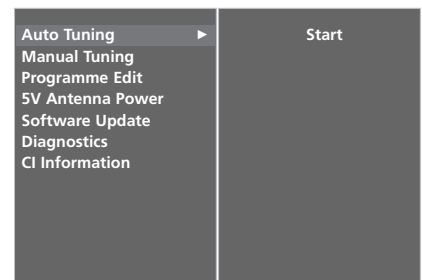 Auto Tuning ► Start
Manual Tuning
Programme Edit
5V Antenna Power
Software Update
Diagnostics
CI Information